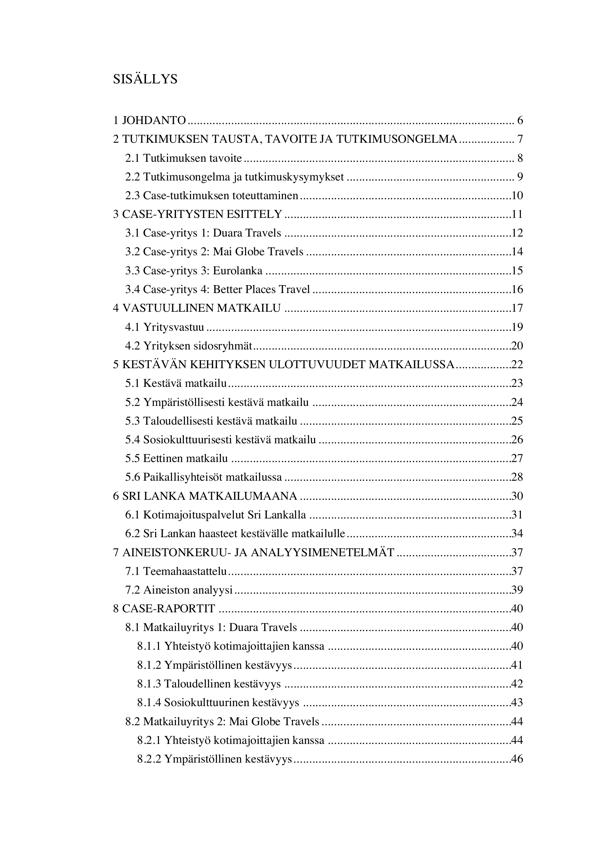 SISÄLLYS
1 JOHDANTO ........................................................................................................ 6
2 TUTKIMUKSEN TAUSTA, TAVOITE JA TUTKIMUSONGELMA .................. 7
2.1 Tutkimuksen tavoite ....................................................................................... 8
2.2 Tutkimusongelma ja tutkimuskysymykset ...................................................... 9
2.3 Case-tutkimuksen toteuttaminen ....................................................................10
3 CASE-YRITYSTEN ESITTELY .........................................................................11
3.1 Case-yritys 1: Duara Travels .........................................................................12
3.2 Case-yritys 2: Mai Globe Travels ..................................................................14
3.3 Case-yritys 3: Eurolanka ...............................................................................15
3.4 Case-yritys 4: Better Places Travel ................................................................16
4 VASTUULLINEN MATKAILU .........................................................................17
4.1 Yritysvastuu ..................................................................................................19
4.2 Yrityksen sidosryhmät...................................................................................20
5 KESTÄVÄN KEHITYKSEN ULOTTUVUUDET MATKAILUSSA..................22
5.1 Kestävä matkailu...........................................................................................23
5.2 Ympäristöllisesti kestävä matkailu ................................................................24
5.3 Taloudellisesti kestävä matkailu ....................................................................25
5.4 Sosiokulttuurisesti kestävä matkailu ..............................................................26
5.5 Eettinen matkailu ..........................................................................................27
5.6 Paikallisyhteisöt matkailussa .........................................................................28
6 SRI LANKA MATKAILUMAANA ....................................................................30
6.1 Kotimajoituspalvelut Sri Lankalla .................................................................31
6.2 Sri Lankan haasteet kestävälle matkailulle.....................................................34
7 AINEISTONKERUU- JA ANALYYSIMENETELMÄT .....................................37
7.1 Teemahaastattelu...........................................................................................37
7.2 Aineiston analyysi.........................................................................................39
8 CASE-RAPORTIT ..............................................................................................40
8.1 Matkailuyritys 1: Duara Travels ....................................................................40
8.1.1 Yhteistyö kotimajoittajien kanssa ...........................................................40
8.1.2 Ympäristöllinen kestävyys......................................................................41
8.1.3 Taloudellinen kestävyys .........................................................................42
8.1.4 Sosiokulttuurinen kestävyys ...................................................................43
8.2 Matkailuyritys 2: Mai Globe Travels .............................................................44
8.2.1 Yhteistyö kotimajoittajien kanssa ...........................................................44
8.2.2 Ympäristöllinen kestävyys......................................................................46